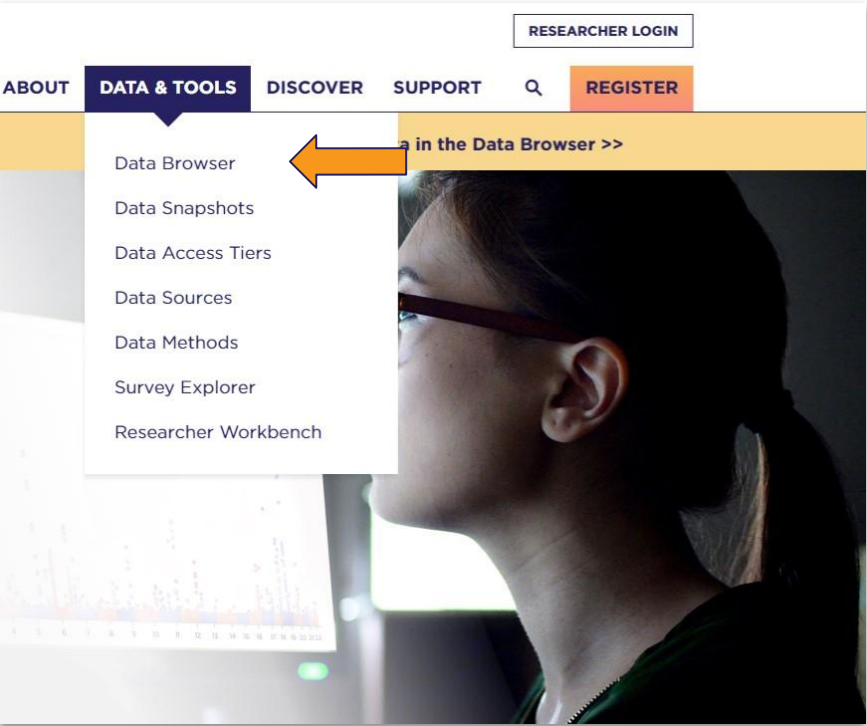 RESEARCHER LOGIN
ABOUT DATA & TOOLS DISCOVER SUPPORT REGISTER
a in the Data Browser >>
Data Browser
Data Snapshots
Data Access Tiers
Data Sources
Data Methods
Survey Explorer
Researcher Workbench